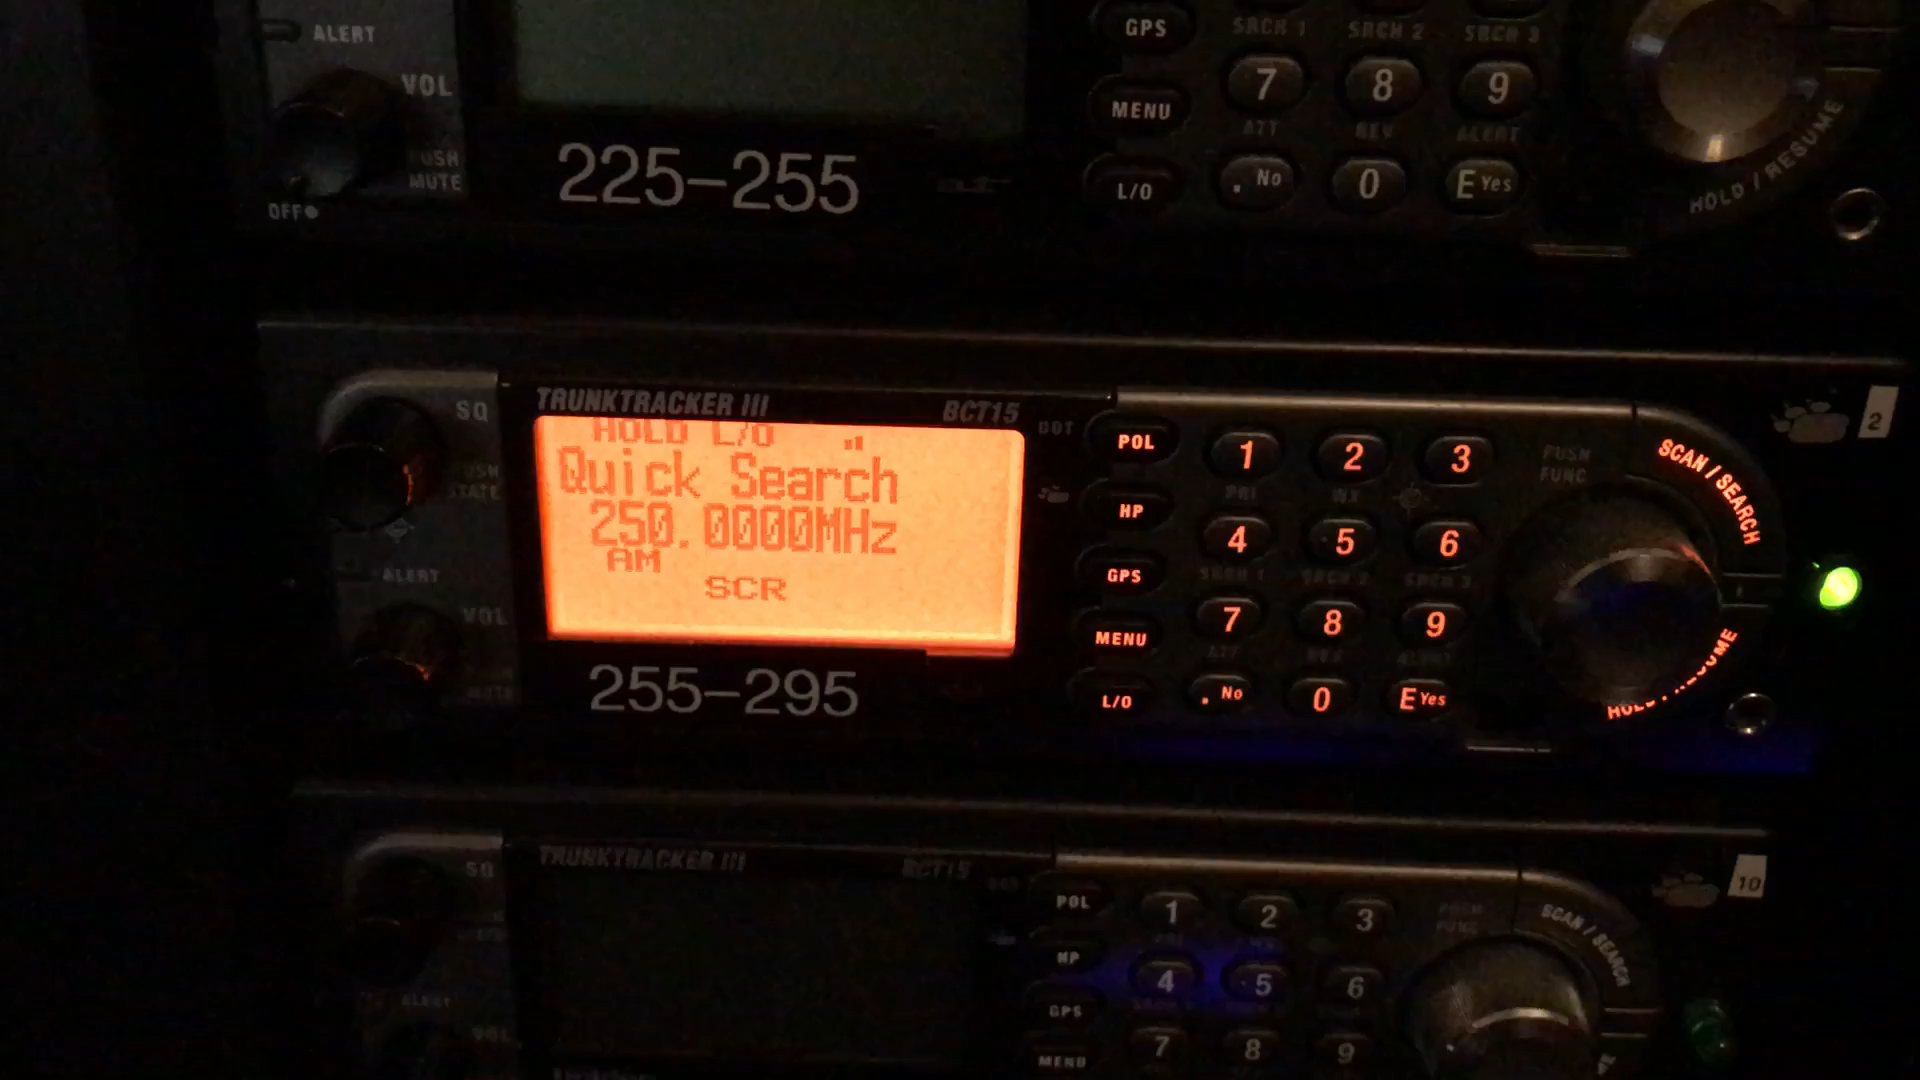 ALERT
VOL
PUSH
MUTE
OFF
225-255
GPS
MENU
L/O
SRCH 1 SRCH 2 SRCH 3
7 8 9
ATT REV ALERT
. No 0 E Yes
HOLD / RESUME
SQ
PUSH
STATE
ALERT
VOL
MUTE
TRUNKTRACKER III BCT15
HOLD L/O
Quick Search
250.0000MHz
AM
SCR
255-295
POL
HP
GPS
MENU
L/O
1 2 3
PRI WX
4 5 6
SRCH 1 SRCH 2 SRCH 3
7 8 9
ATT REV ALERT
. No 0 E Yes
PUSH
FUNC
SCAN / SEARCH
HOLD / RESUME
2
SQ
ALERT
VOL
TRUNKTRACKER III BCT15
POL
HP
GPS
MENU
1 2 3
4 5 6
7 8 9
PUSH
FUNC
SCAN / SEARCH
10